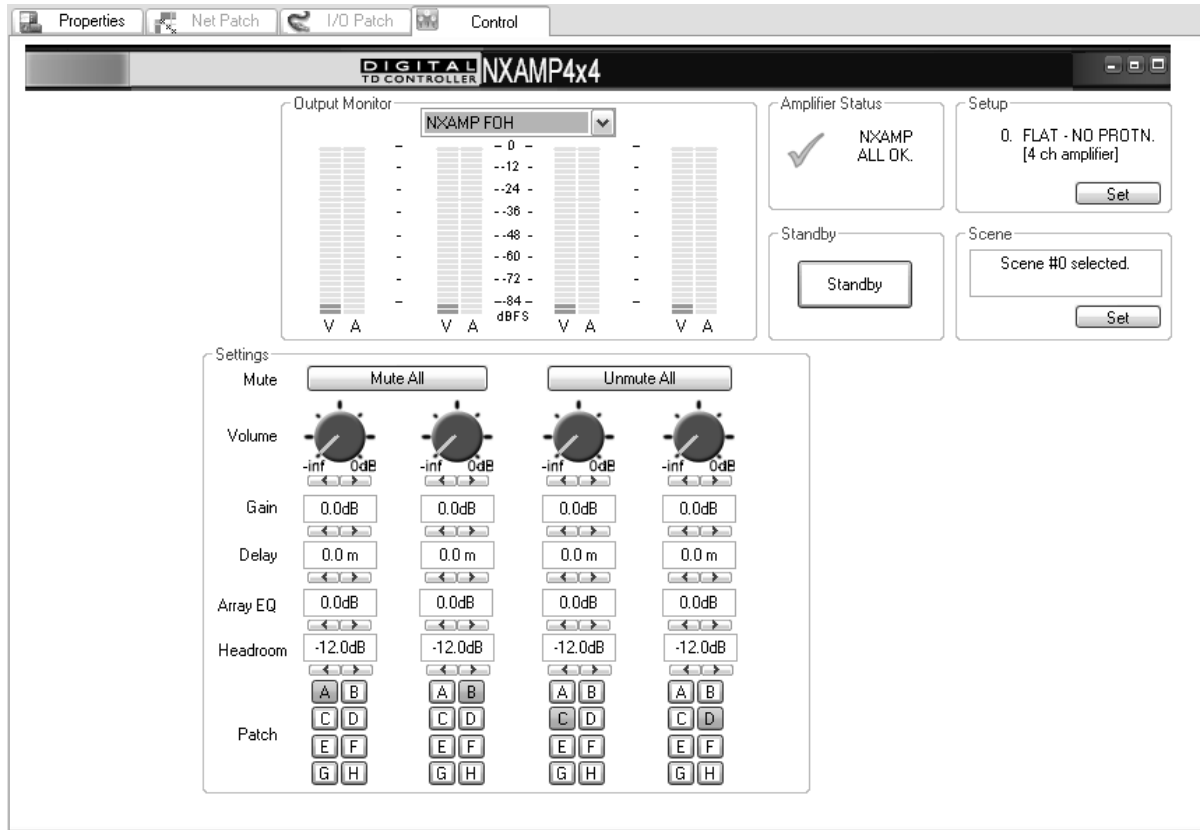 Properties Net Patch I/O Patch Control
DIGITAL
TD CONTROLLER NXAMP4x4
Output Monitor
NXAMP FOH
- 0 -
--12 -
--24 -
--36 -
--48 -
--60 -
--72 -
--84 -
dBFS
V A V A V A V A
Amplifier Status
NXAMP
ALL OK.
Setup
0. FLAT - NO PROTN.
[4 ch amplifier]
Set
Standby
Standby
Scene
Scene #0 selected.
Set
Settings
Mute Mute All Unmute All
Volume
-inf 0dB -inf 0dB -inf 0dB -inf 0dB
Gain 0.0dB 0.0dB 0.0dB 0.0dB
Delay 0.0 m 0.0 m 0.0 m 0.0 m
Array EQ 0.0dB 0.0dB 0.0dB 0.0dB
Headroom -12.0dB -12.0dB -12.0dB -12.0dB
Patch
A B A B A B A B
C D C D C D C D
E F E F E F E F
G H G H G H G H